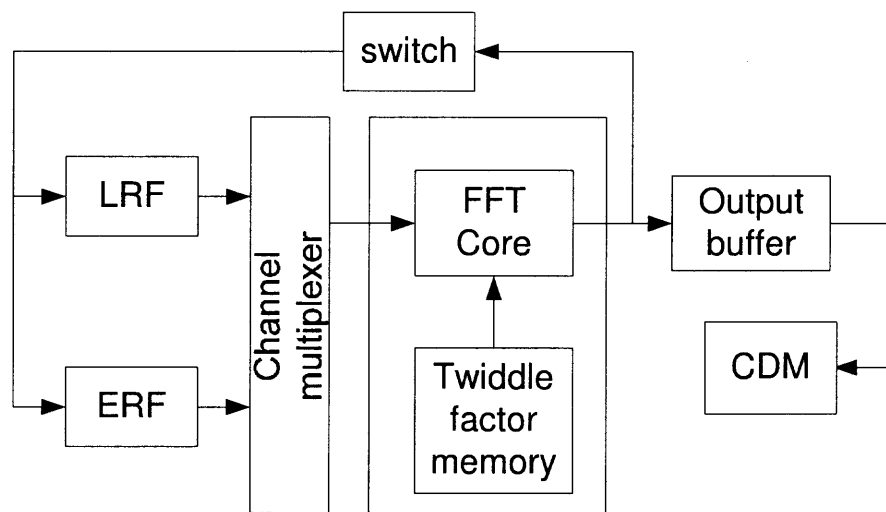 switch
LRF
ERF
Channel
multiplexer
FFT
Core
Twiddle
factor
memory
Output
buffer
CDM